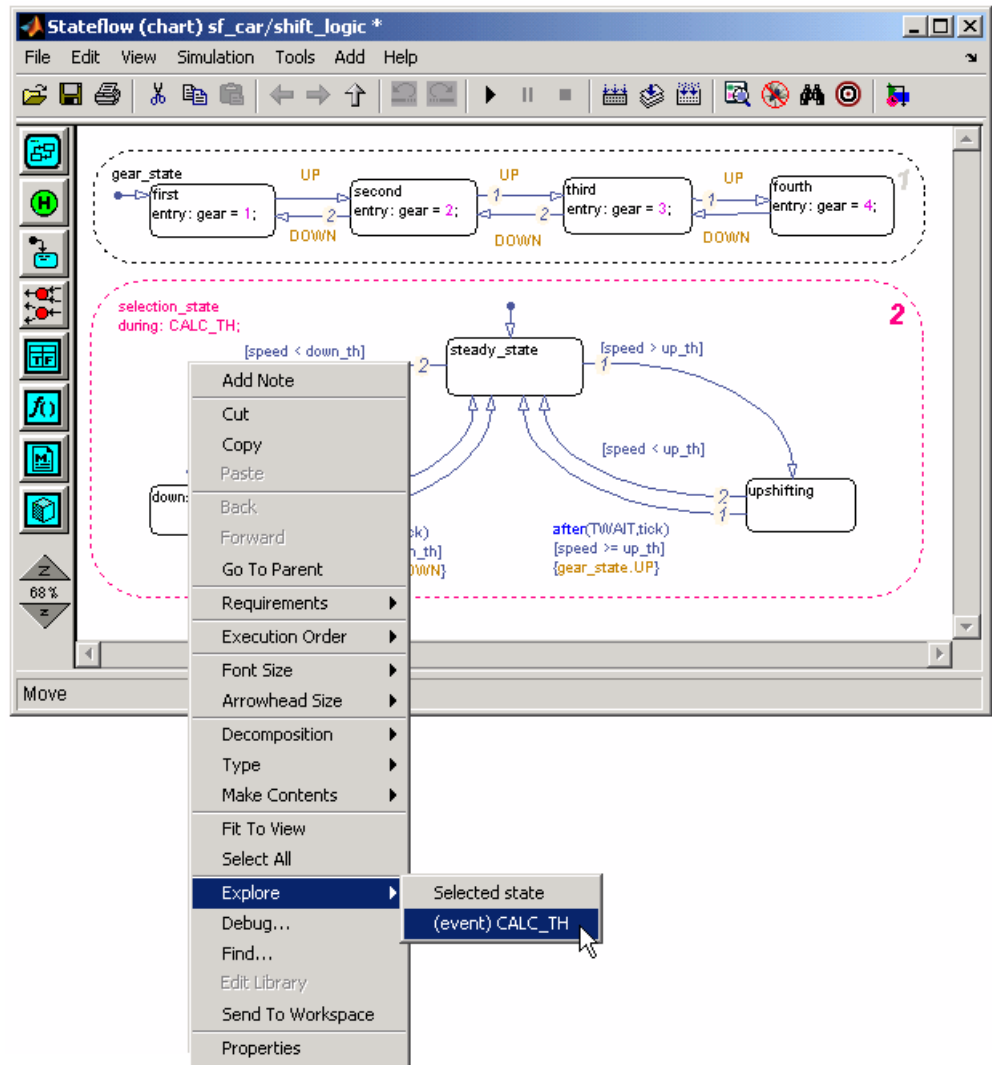 Stateflow (chart) sf_car/shift_logic *
File Edit View Simulation Tools Add Help
gear_state
UP
UP
UP
1
first
second
third
fourth
1
1
entry: gear = 1;
entry: gear = 2;
entry: gear = 3;
entry: gear = 4;
2
2
DOWN
DOWN
DOWN
selection_state
during: CALC_TH;
2
[speed < down_th]
steady_state
[speed > up_th]
2
1
[speed < up_th]
down
upshifting
2
1
after(TWAIT,tick)
[speed >= up_th]
{gear_state.UP}
H
Z
68%
Z
Move
Add Note
Cut
Copy
Paste
Back
Forward
Go To Parent
Requirements
Execution Order
Font Size
Arrowhead Size
Decomposition
Type
Make Contents
Fit To View
Select All
Explore
Selected state
(event) CALC_TH
Debug...
Find...
Edit Library
Send To Workspace
Properties